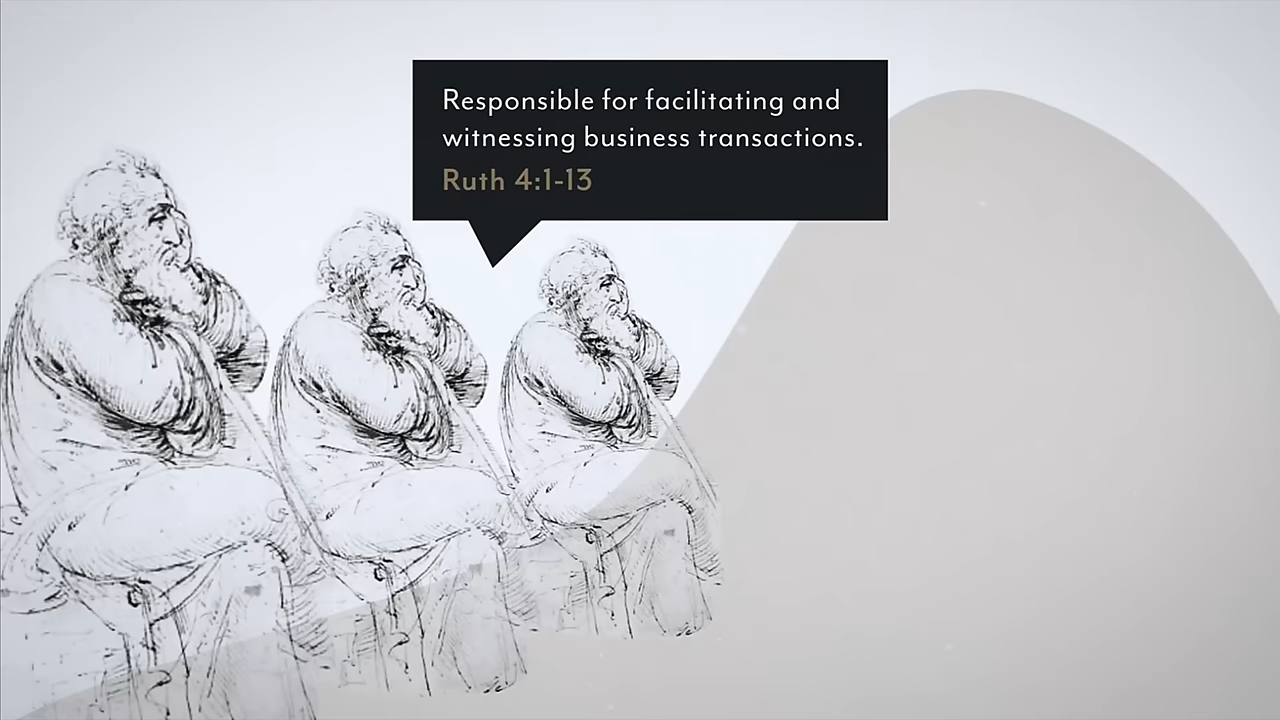 Responsible for facilitating and
witnessing business transactions.
Ruth 4:1-13